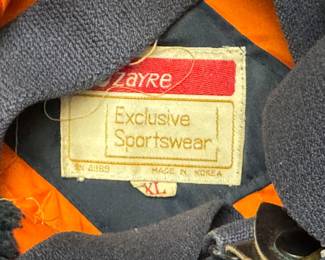 zayre
Exclusive
Sportswear
MADE IN KOREA
XL